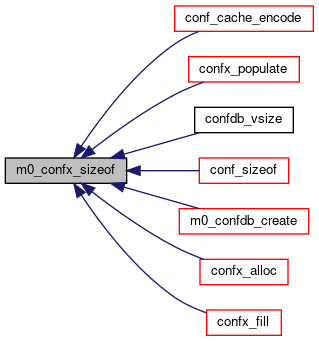 conf_cache_encode
confx_populate
confdb_vsize
m0_confx_sizeof
conf_sizeof
m0_confdb_create
confx_alloc
confx_fill